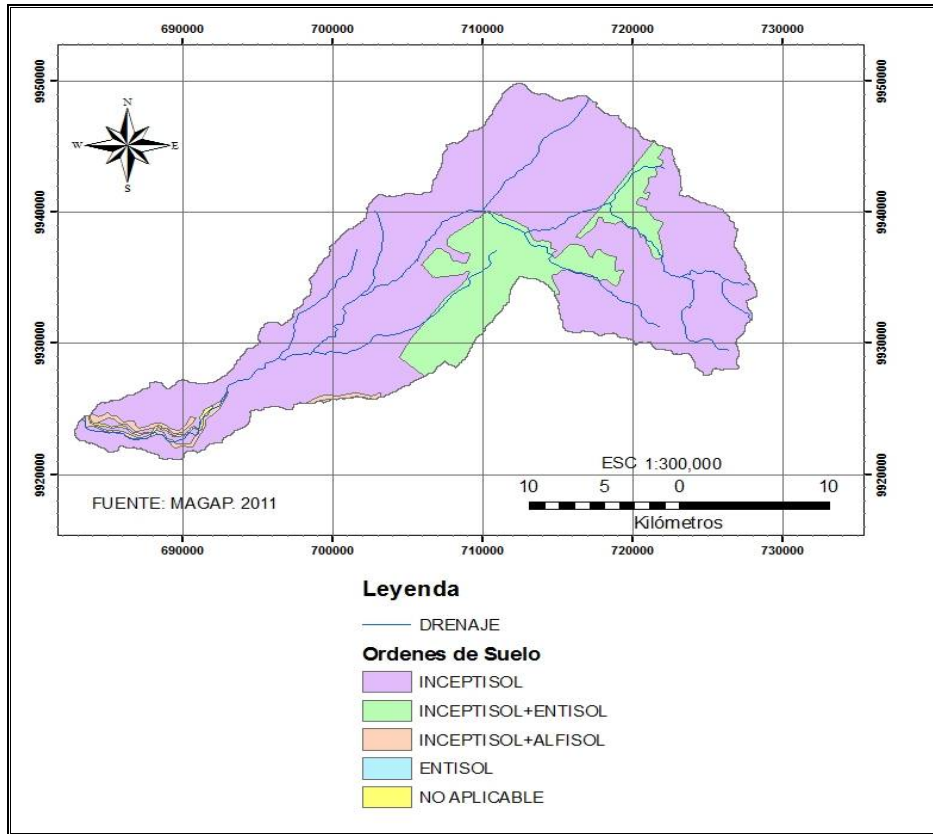 690000 700000 710000 720000 730000
9950000 9950000
N
W E
S
9940000 9940000
9930000 9930000
9920000 9920000
ESC 1:300,000
10 5 0 10
Kilómetros
FUENTE: MAGAP. 2011
690000 700000 710000 720000 730000
Leyenda
DRENAJE
Ordenes de Suelo
INCEPTISOL
INCEPTISOL+ENTISOL
INCEPTISOL+ALFISOL
ENTISOL
NO APLICABLE